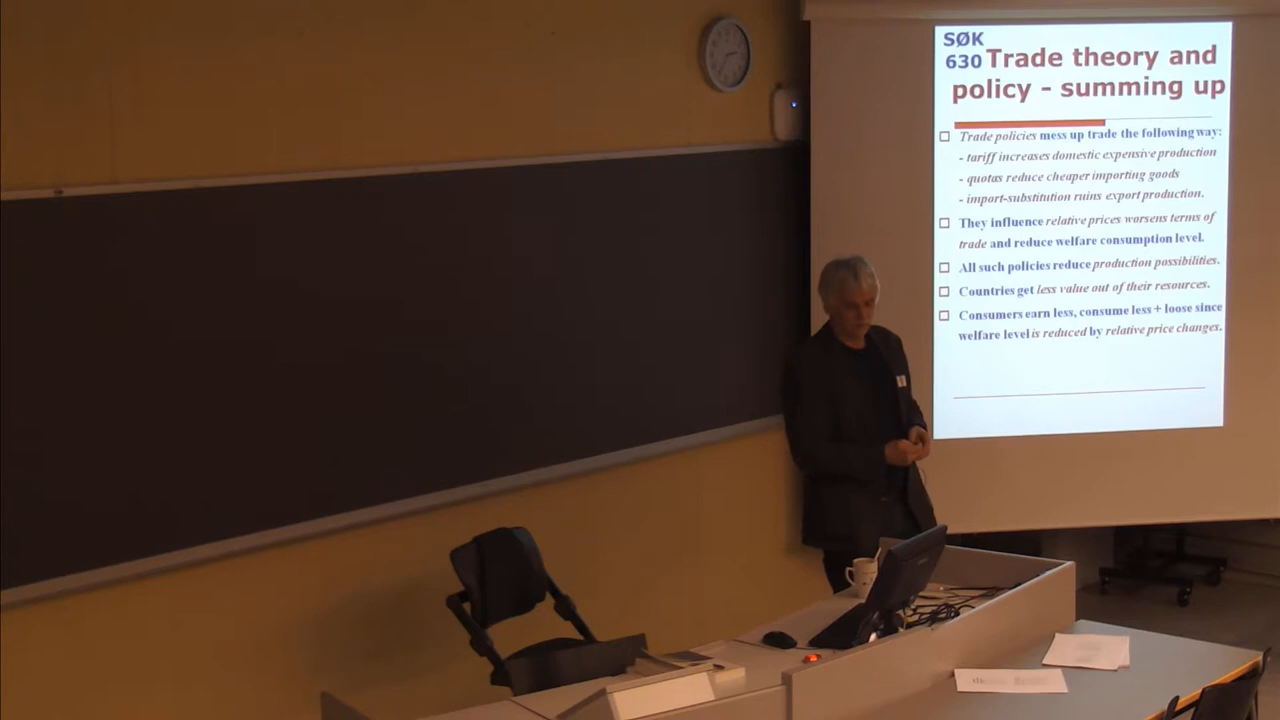 SØK
630 Trade theory and
policy - summing up
Trade policies mess up trade the following way:
- tariff increases domestic expensive production
- quotas reduce cheaper importing goods
- import-substitution ruins export production.
They influence relative prices worsens terms of
trade and reduce welfare consumption level.
All such policies reduce production possibilities.
Countries get less value out of their resources.
Consumers earn less, consume less + loose since
welfare level is reduced by relative price changes.